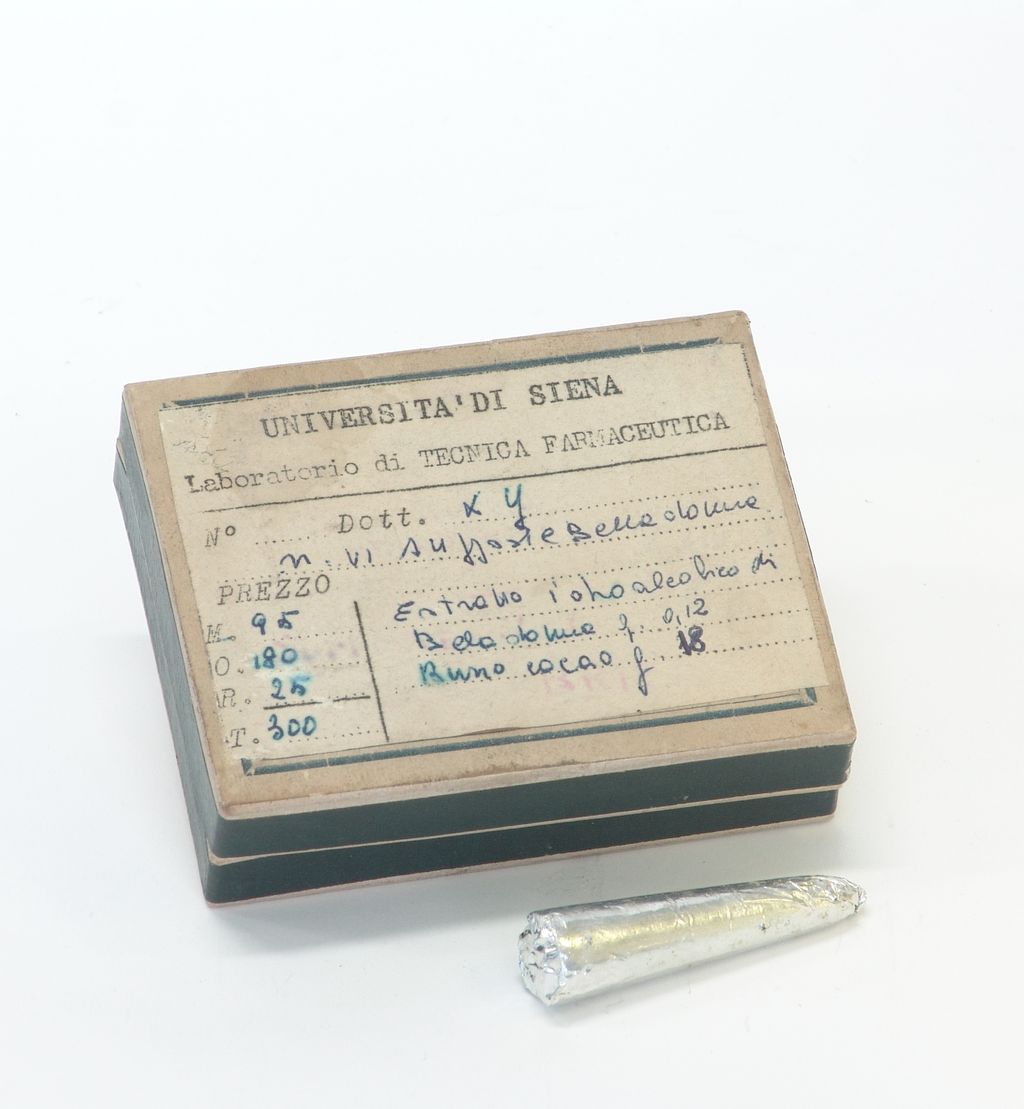 UNIVERSITA' DI SIENA
Laboratorio di TECNICA FARMACEUTICA
N° ...... Dott. X Y
n. VI supposte Belladonna
PREZZO
Estratto idroalcolico di
M. 95
Belladonna g. 0,12
O. 180
Burro cacao g 18
R. 25
T. 300